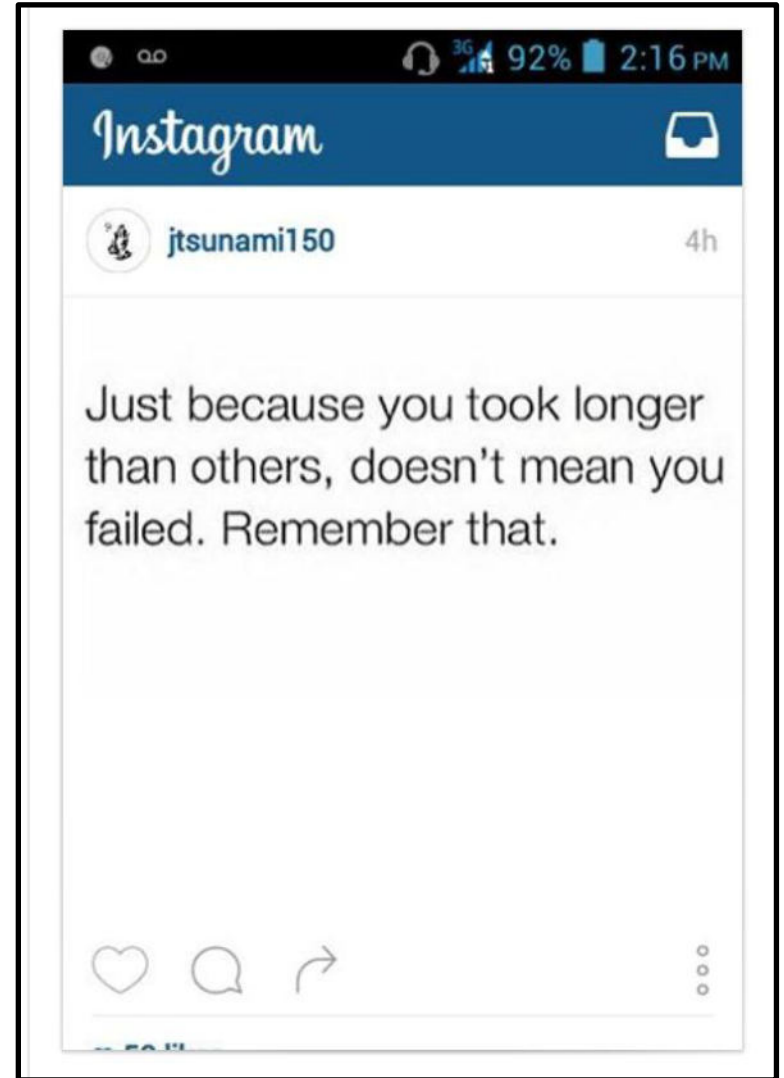 3G 92% 2:16 PM
Instagram
jtsunami150 4h
Just because you took longer
than others, doesn't mean you
failed. Remember that.